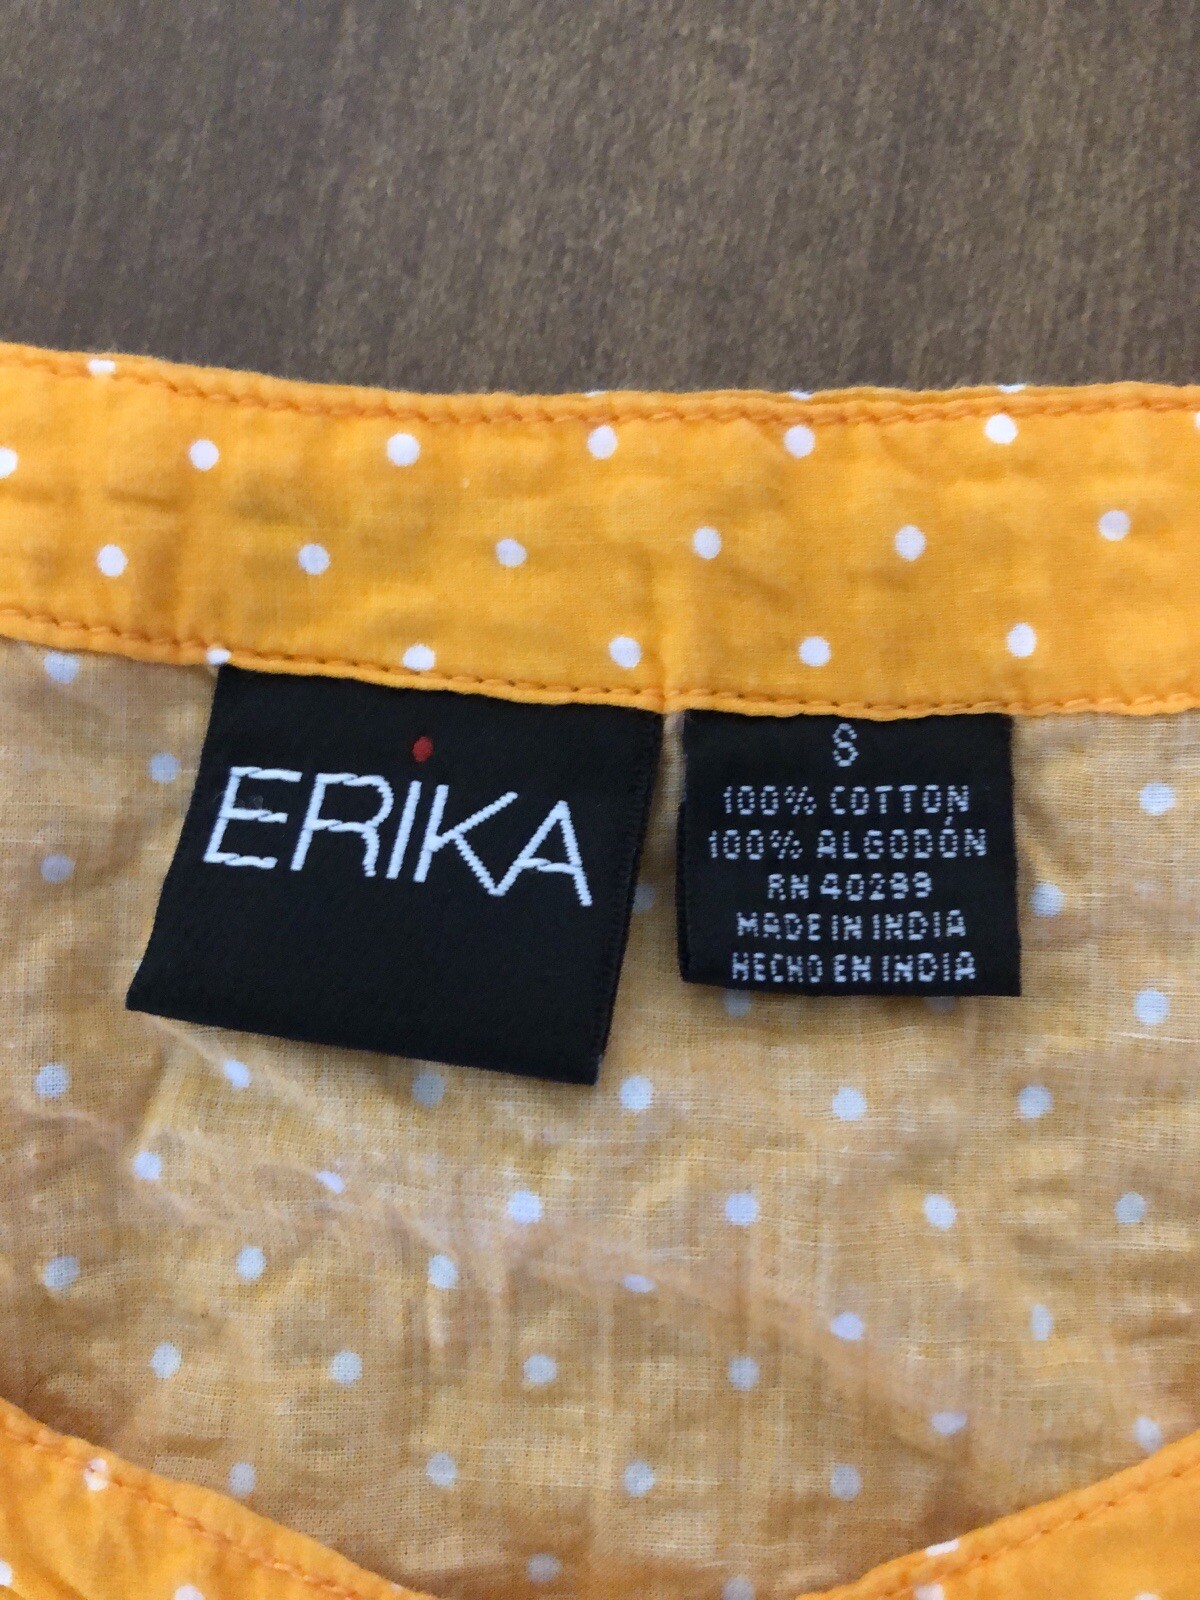 ERIKA
S
100% COTTON
100% ALGODÓN
RN 40299
MADE IN INDIA
HECHO EN INDIA